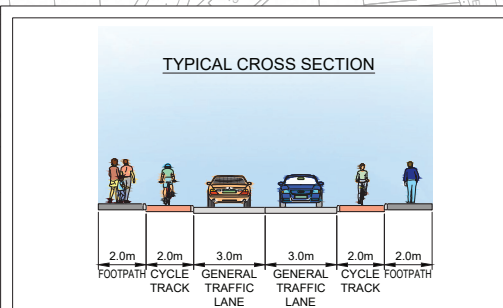 TYPICAL CROSS SECTION
2.0m 2.0m 3.0m 3.0m 2.0m 2.0m
FOOTPATH CYCLE GENERAL GENERAL CYCLE FOOTPATH
TRACK TRAFFIC TRAFFIC TRACK
LANE LANE